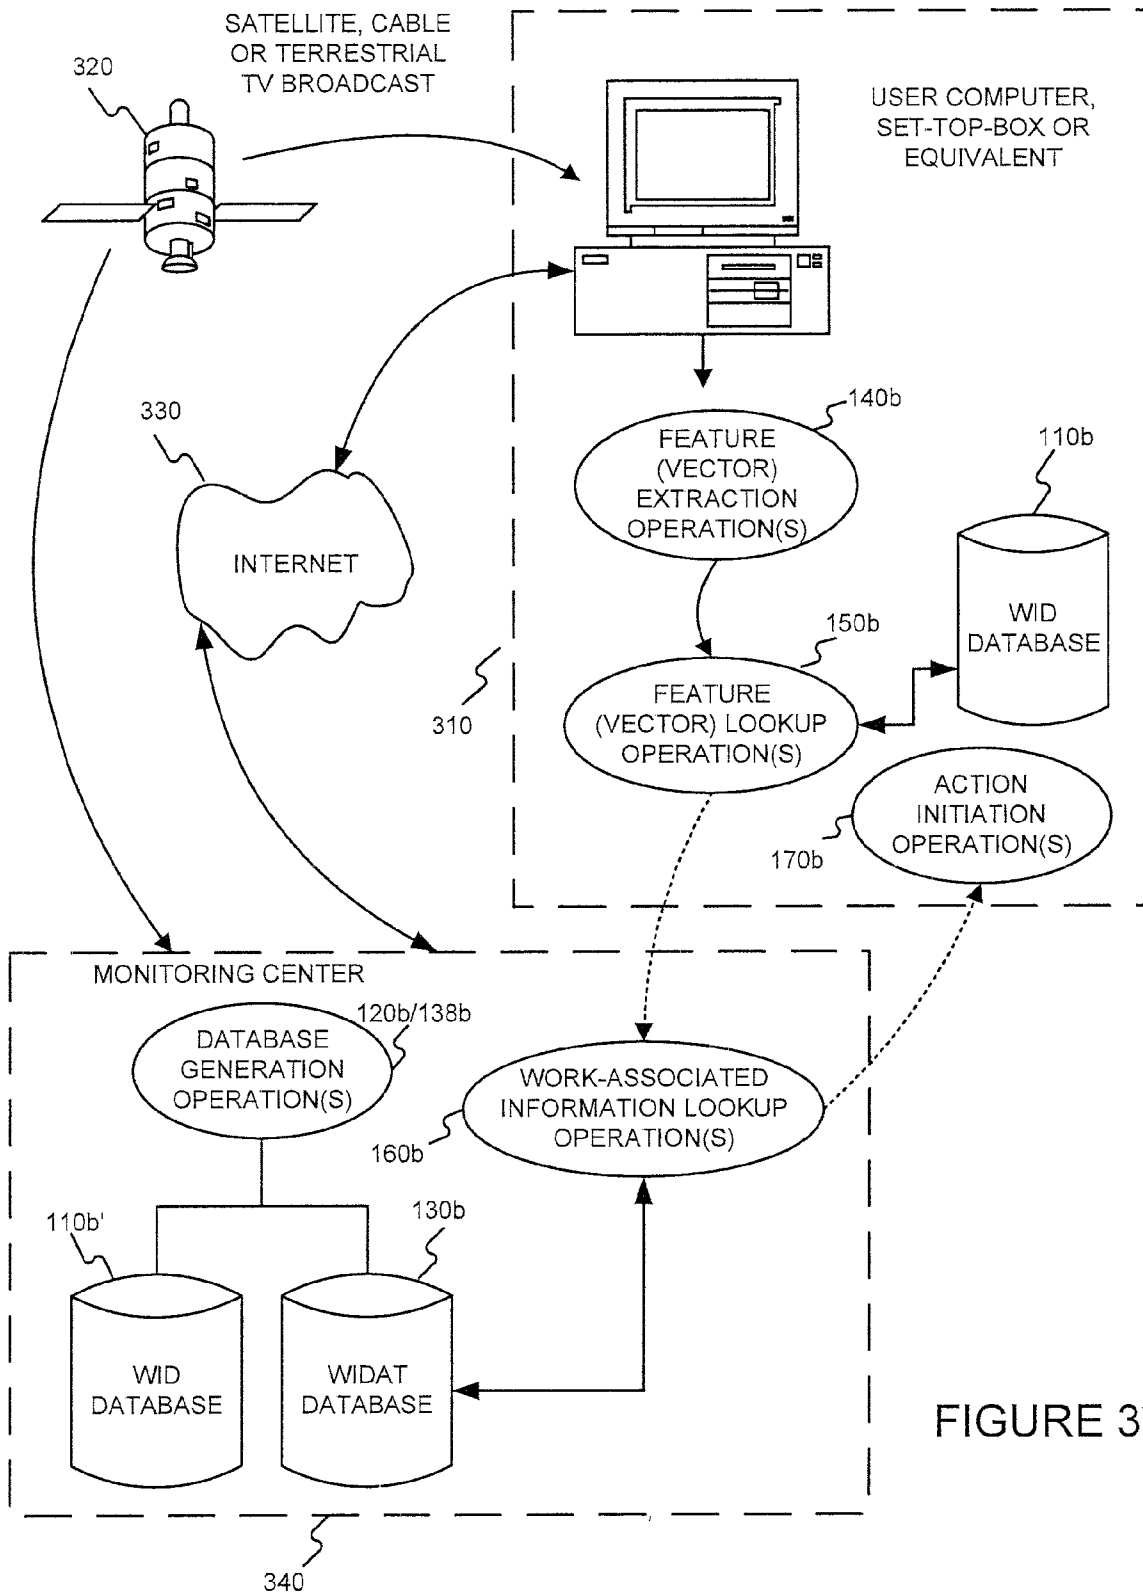 SATELLITE, CABLE
OR TERRESTRIAL
TV BROADCAST
320
USER COMPUTER,
SET-TOP-BOX OR
EQUIVALENT
330
INTERNET
140b
FEATURE
(VECTOR)
EXTRACTION
OPERATION(S)
110b
WID
DATABASE
150b
FEATURE
(VECTOR) LOOKUP
OPERATION(S)
310
ACTION
INITIATION
OPERATION(S)
170b
MONITORING CENTER
120b/138b
DATABASE
GENERATION
OPERATION(S)
WORK-ASSOCIATED
INFORMATION LOOKUP
OPERATION(S)
160b
110b'
130b
WID
DATABASE
WIDAT
DATABASE
FIGURE 3
340